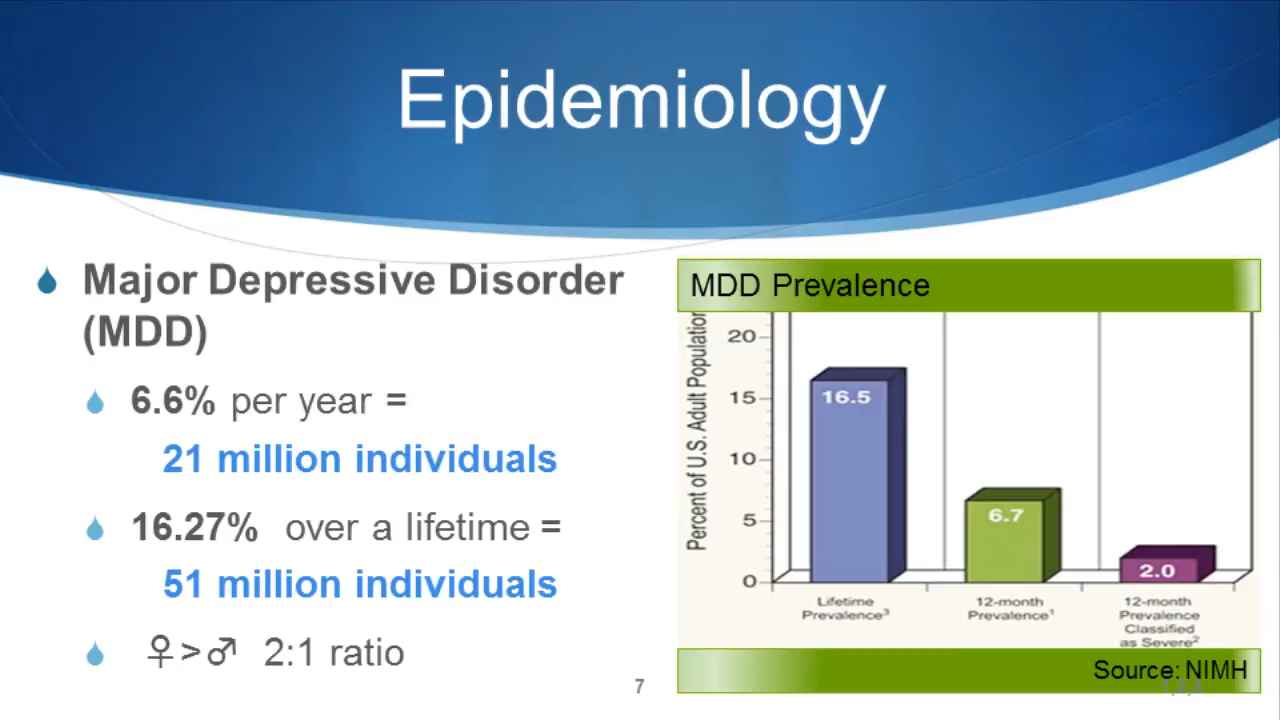 Epidemiology
Major Depressive Disorder
(MDD)
6.6% per year =
21 million individuals
16.27% over a lifetime =
51 million individuals
♀>♂ 2:1 ratio
7
MDD Prevalence
Percent of U.S. Adult Population
20
15
10
5
0
16.5
6.7
2.0
Lifetime
Prevalence³
12-month
Prevalence¹
12-month
Prevalence
Classified
as Severe²
Source: NIMH